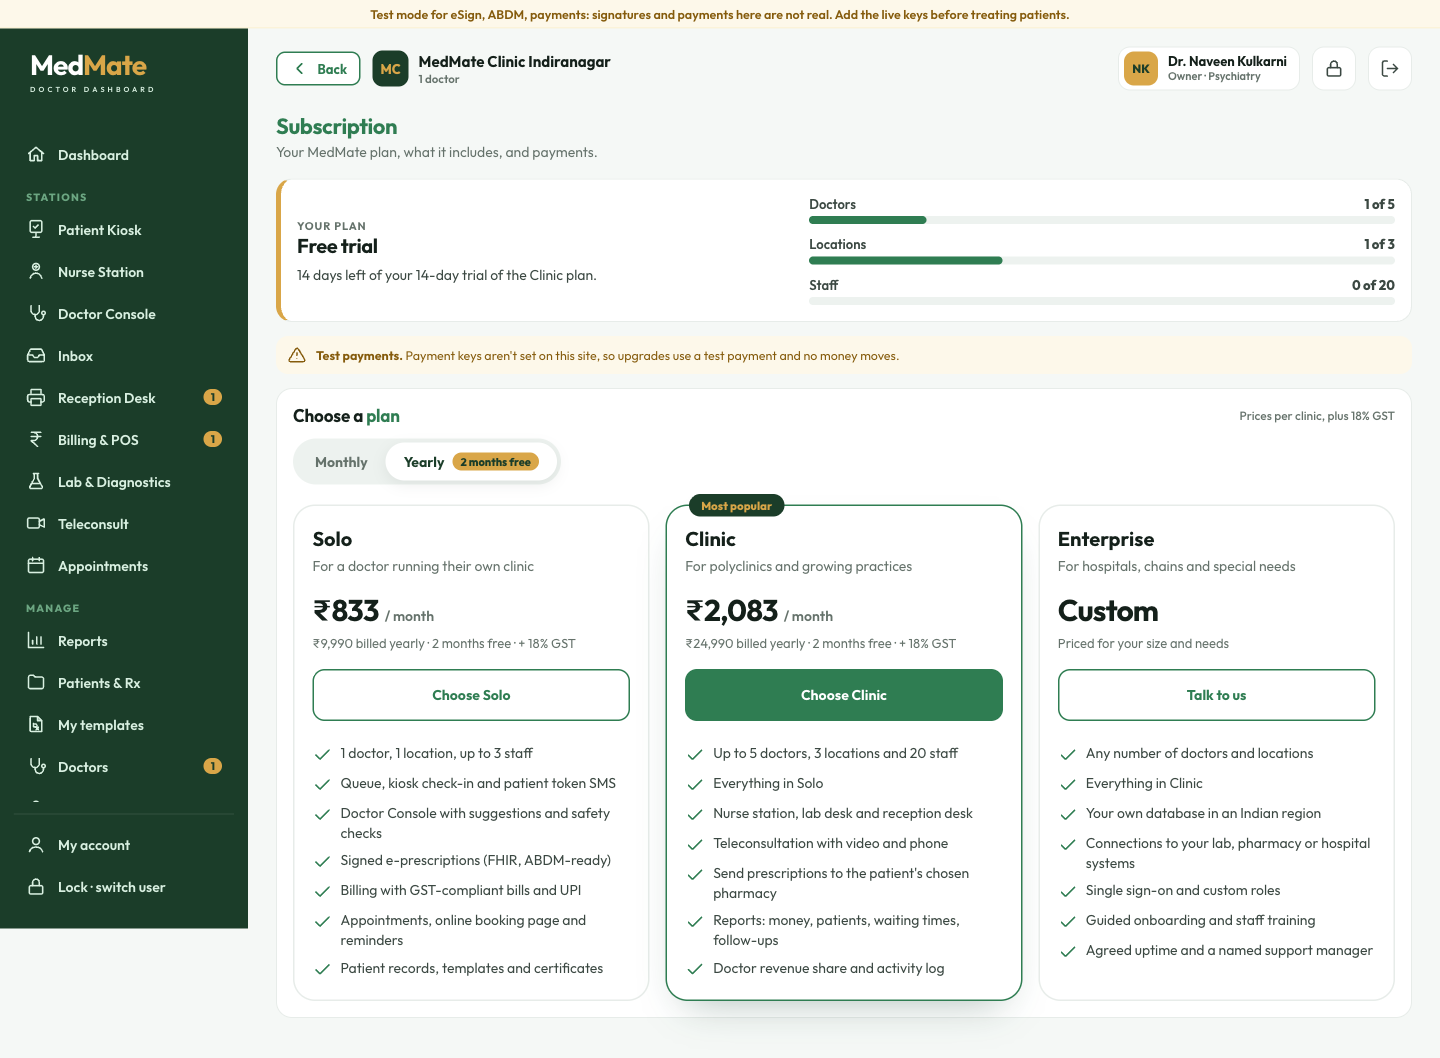 Test mode for eSign, ABDM, payments: signatures and payments here are not real. Add the live keys before treating patients.
MedMate
DOCTOR DASHBOARD
Dashboard
STATIONS
Patient Kiosk
Nurse Station
Doctor Console
Inbox
Reception Desk 1
Billing & POS 1
Lab & Diagnostics
Teleconsult
Appointments
MANAGE
Reports
Patients & Rx
My templates
Doctors 1
My account
Lock · switch user
Back
MC
MedMate Clinic Indiranagar
1 doctor
NK
Dr. Naveen Kulkarni
Owner · Psychiatry
Subscription
Your MedMate plan, what it includes, and payments.
YOUR PLAN
Free trial
14 days left of your 14-day trial of the Clinic plan.
Doctors 1 of 5
Locations 1 of 3
Staff 0 of 20
Test payments. Payment keys aren't set on this site, so upgrades use a test payment and no money moves.
Choose a plan
Prices per clinic, plus 18% GST
Monthly
Yearly 2 months free
Solo
For a doctor running their own clinic
₹833 / month
₹9,990 billed yearly · 2 months free · + 18% GST
Choose Solo
1 doctor, 1 location, up to 3 staff
Queue, kiosk check-in and patient token SMS
Doctor Console with suggestions and safety
checks
Signed e-prescriptions (FHIR, ABDM-ready)
Billing with GST-compliant bills and UPI
Appointments, online booking page and
reminders
Patient records, templates and certificates
Most popular
Clinic
For polyclinics and growing practices
₹2,083 / month
₹24,990 billed yearly · 2 months free · + 18% GST
Choose Clinic
Up to 5 doctors, 3 locations and 20 staff
Everything in Solo
Nurse station, lab desk and reception desk
Teleconsultation with video and phone
Send prescriptions to the patient's chosen
pharmacy
Reports: money, patients, waiting times,
follow-ups
Doctor revenue share and activity log
Enterprise
For hospitals, chains and special needs
Custom
Priced for your size and needs
Talk to us
Any number of doctors and locations
Everything in Clinic
Your own database in an Indian region
Connections to your lab, pharmacy or hospital
systems
Single sign-on and custom roles
Guided onboarding and staff training
Agreed uptime and a named support manager